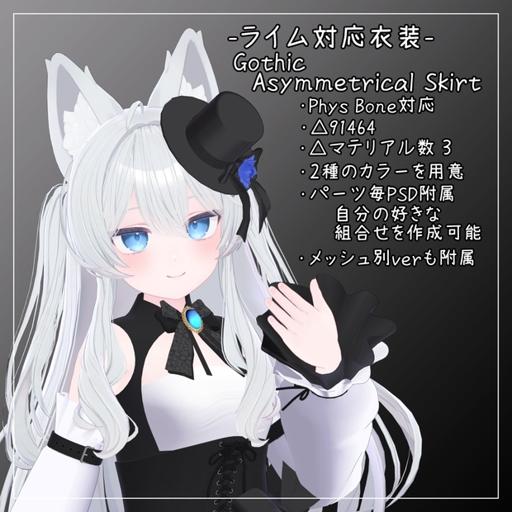 -ライム対応衣装-
Gothic
Asymmetrical Skirt
・Phys Bone対応
・△91464
・△マテリアル数 3
・2種のカラーを用意
・パーツ毎PSD附属
自分の好きな
組合せを作成可能
・メッシュ別verも附属